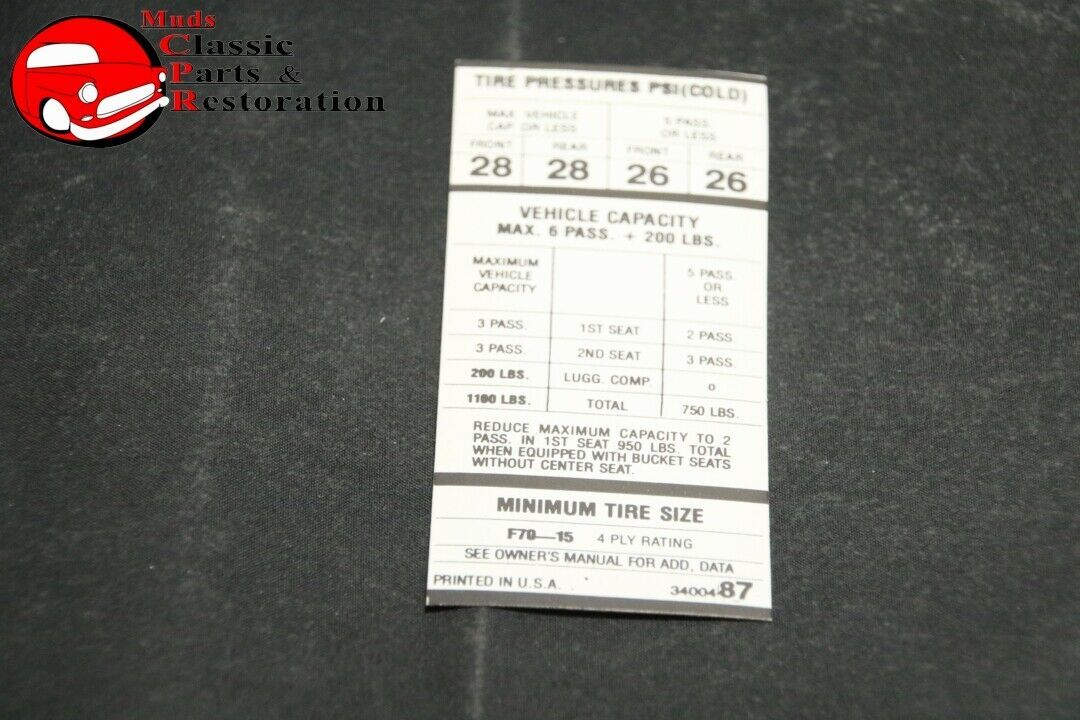 Muds
Classic
Parts &
Restoration
TIRE PRESSURES PSI (COLD)
MAX. VEHICLE CAP OR LESS
5 PASS. OR LESS
FRONT REAR FRONT REAR
28 28 26 26
VEHICLE CAPACITY
MAX. 6 PASS. + 200 LBS.
MAXIMUM VEHICLE CAPACITY
5 PASS. OR LESS
3 PASS. 1ST SEAT 2 PASS.
3 PASS. 2ND SEAT 3 PASS.
200 LBS. LUGG. COMP. 0
1100 LBS. TOTAL 750 LBS.
REDUCE MAXIMUM CAPACITY TO 2
PASS. IN 1ST SEAT 950 LBS. TOTAL
WHEN EQUIPPED WITH BUCKET SEATS
WITHOUT CENTER SEAT.
MINIMUM TIRE SIZE
F70—15 4 PLY RATING
SEE OWNER'S MANUAL FOR ADD, DATA
PRINTED IN U.S.A. 3400487